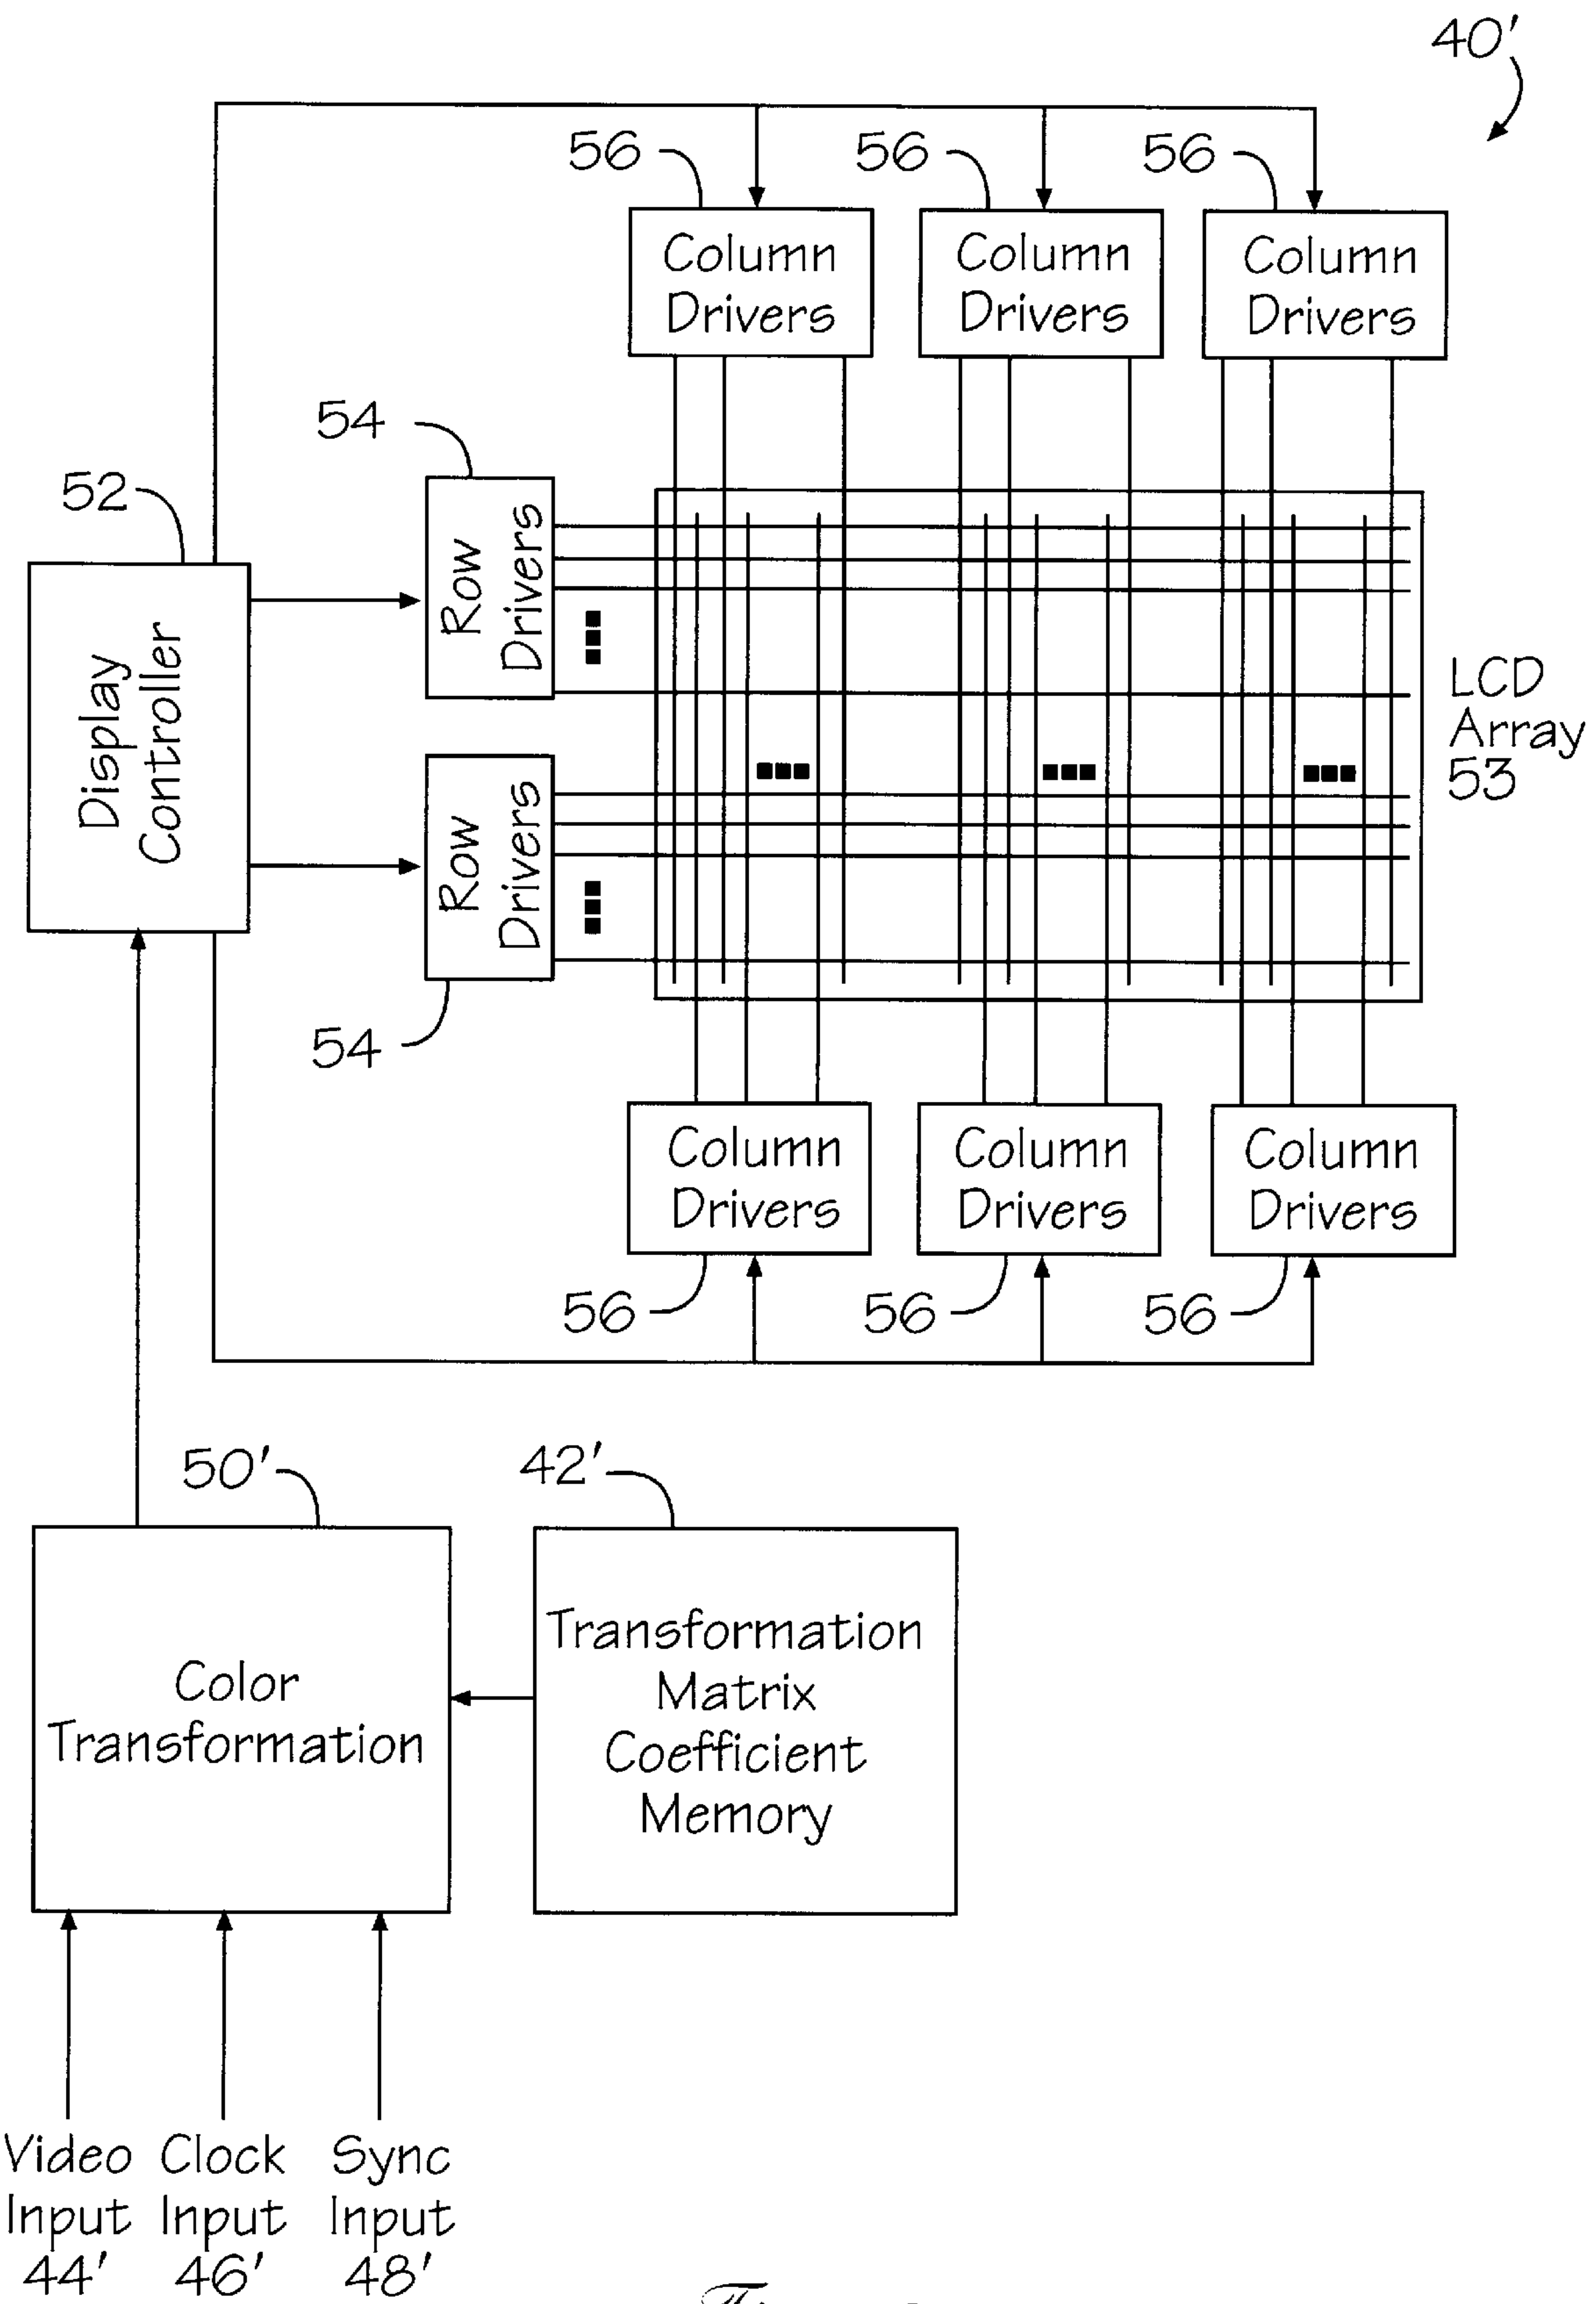 40'
56
56
56
Column
Drivers
Column
Drivers
Column
Drivers
54
52
Row
Drivers
Display
Controller
LCD
Array
53
Row
Drivers
54
Column
Drivers
Column
Drivers
Column
Drivers
56
56
56
50'
42'
Color
Transformation
Transformation
Matrix
Coefficient
Memory
Video
Input
44'
Clock
Input
46'
Sync
Input
48'